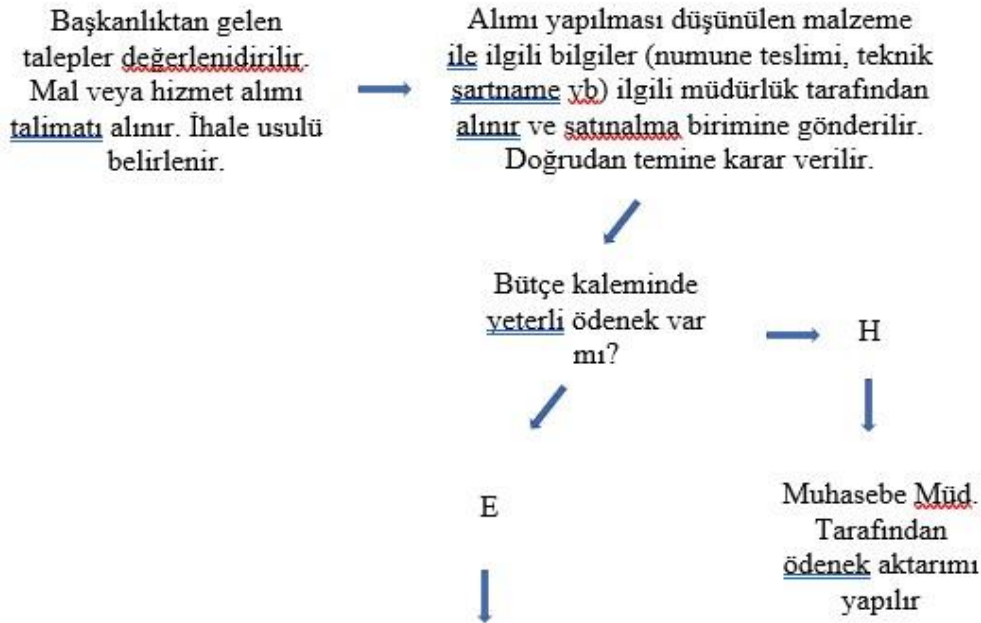 Başkanlıktan gelen
talepler değerlenidirilir.
Mal veya hizmet alımı
talimatı alınır. İhale usulü
belirlenir.
Alımı yapılması düşünülen malzeme
ile ilgili bilgiler (numune teslimi, teknik
şartname vb) ilgili müdürlük tarafından
alınır ve satınalma birimine gönderilir.
Doğrudan temine karar verilir.
Bütçe kaleminde
yeterli ödenek var
mı?
H
E
Muhasebe Müd.
Tarafından
ödenek aktarımı
yapılır